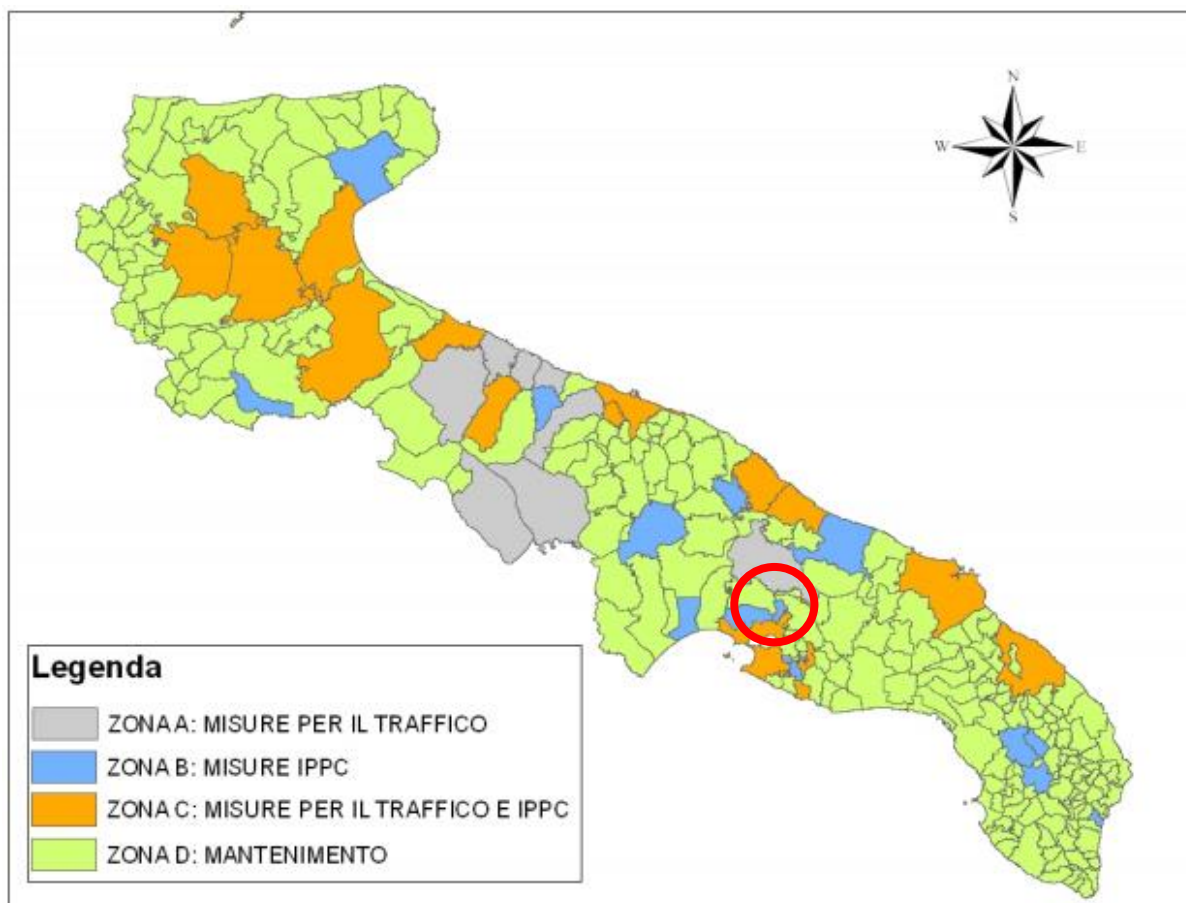 N
W
E
S
Legenda
ZONA A: MISURE PER IL TRAFFICO
ZONA B: MISURE IPPC
ZONA C: MISURE PER IL TRAFFICO E IPPC
ZONA D: MANTENIMENTO